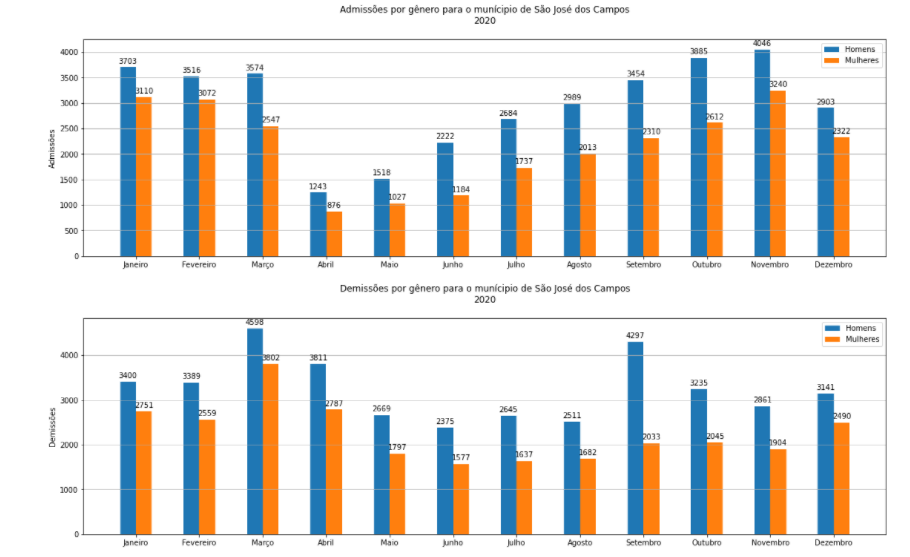 Admissões por gênero para o munícipio de São José dos Campos
2020
Homens
Mulheres
Admissões
4000
3500
3000
2500
2000
1500
1000
500
0
3703 3110 3516 3072 3574 2547 1243 876 1518 1027 2222 1184 2684 1737 2989 2013 3454 2310 3885 2612 4046 3240 2903 2322
Janeiro Fevereiro Março Abril Maio Junho Julho Agosto Setembro Outubro Novembro Dezembro
Demissões por gênero para o munícipio de São José dos Campos
2020
Homens
Mulheres
Demissões
4000
3000
2000
1000
0
3400 2751 3389 2559 4598 3802 3811 2787 2669 1797 2375 1577 2645 1637 2511 1682 4297 2033 3235 2045 2861 1904 3141 2490
Janeiro Fevereiro Março Abril Maio Junho Julho Agosto Setembro Outubro Novembro Dezembro